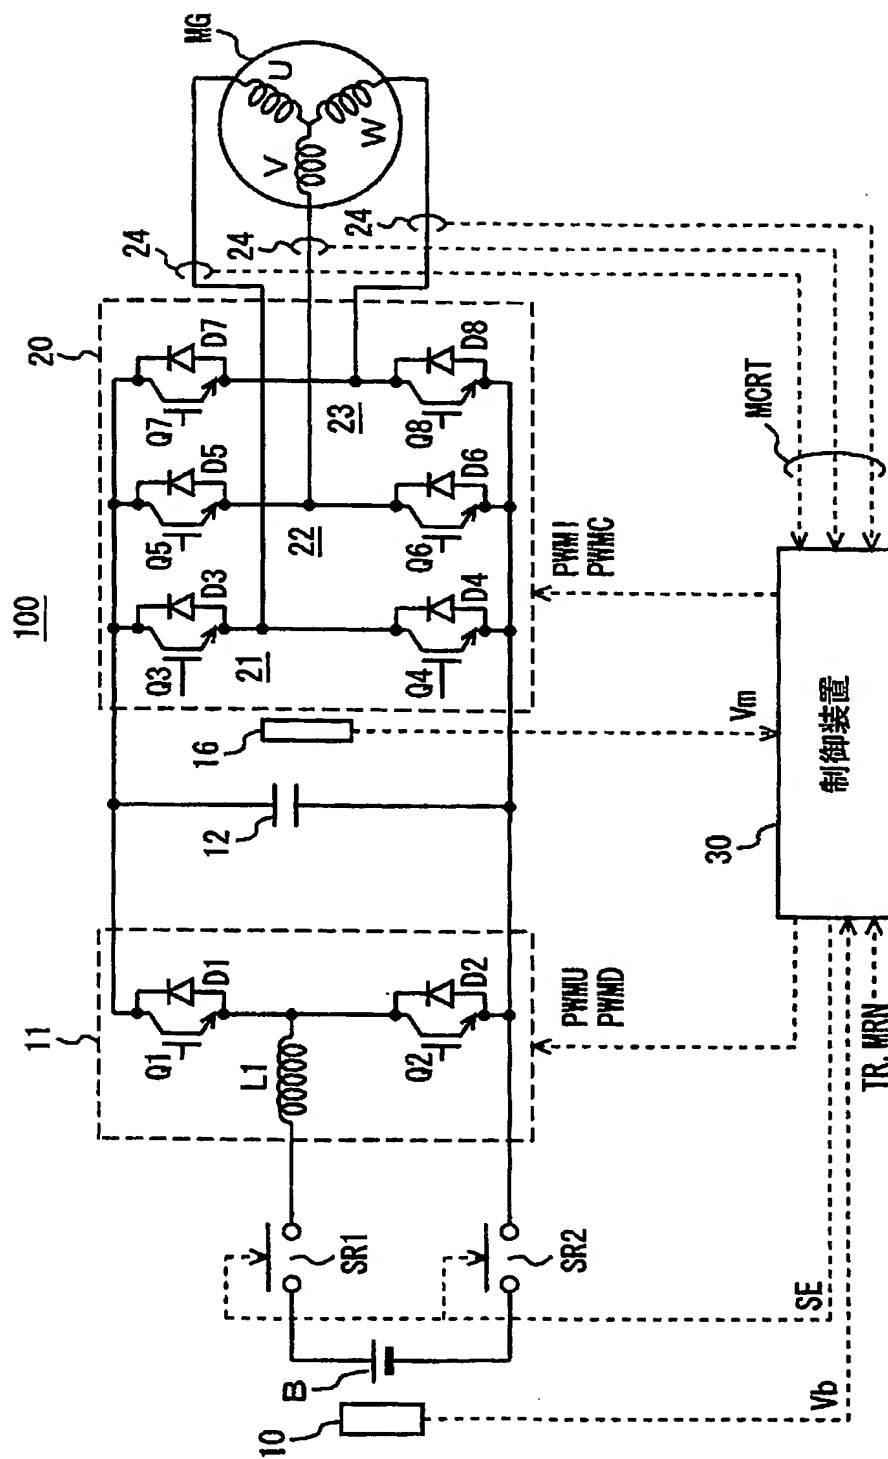 100
10
B
SR1
SR2
11
Q1
D1
L1
Q2
D2
12
16
20
Q3
D3
Q5
D5
Q7
D7
21
22
23
Q4
D4
Q6
D6
Q8
D8
24
24
24
MG
U
V
W
PWMU
PWMD
PWMI
PWMC
Vm
MCRT
30
制御装置
SE
Vb
TR, MRN